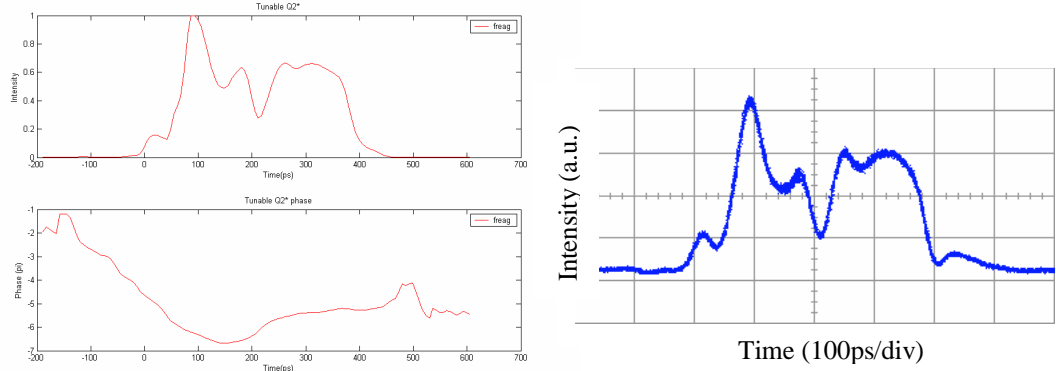 Tunable Q2*
freag
1
0.8
0.6
0.4
0.2
0
Intensity
-200 -100 0 100 200 300 400 500 600 700
Time(ps)
Tunable Q2* phase
freag
-1
-2
-3
-4
-5
-6
-7
Phase (pi)
-200 -100 0 100 200 300 400 500 600 700
Time(ps)
Intensity (a.u.)
Time (100ps/div)